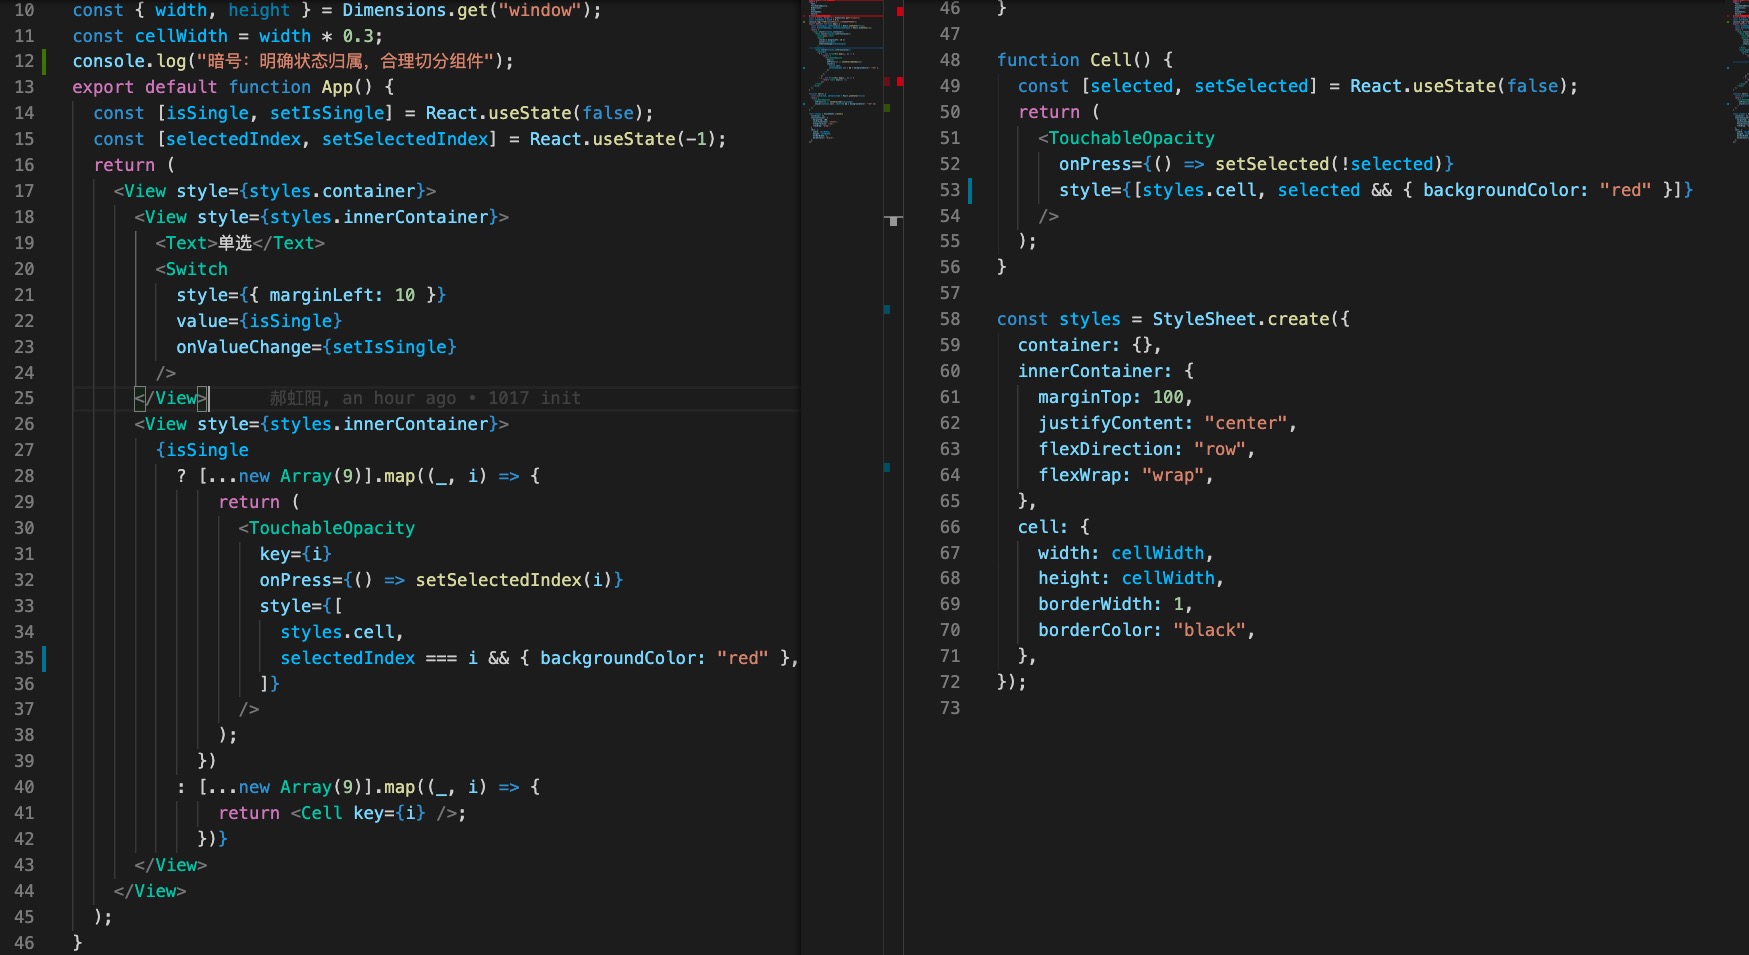 10 const { width, height } = Dimensions.get("window");
11 const cellWidth = width * 0.3;
12 console.log("暗号：明确状态归属，合理切分组件");
13 export default function App() {
14 const [isSingle, setIsSingle] = React.useState(false);
15 const [selectedIndex, setSelectedIndex] = React.useState(-1);
16 return (
17 <View style={styles.container}>
18 <View style={styles.innerContainer}>
19 <Text>单选</Text>
20 <Switch
21 style={{ marginLeft: 10 }}
22 value={isSingle}
23 onValueChange={setIsSingle}
24 />
25 </View> 郝虹阳, an hour ago • 1017 init
26 <View style={styles.innerContainer}>
27 {isSingle
28 ? [...new Array(9)].map((_, i) => {
29 return (
30 <TouchableOpacity
31 key={i}
32 onPress={() => setSelectedIndex(i)}
33 style={[
34 styles.cell,
35 selectedIndex === i && { backgroundColor: "red" },
36 ]}
37 />
38 );
39 })
40 : [...new Array(9)].map((_, i) => {
41 return <Cell key={i} />;
42 })}
43 </View>
44 </View>
45 );
46 }
46 }
47
48 function Cell() {
49 const [selected, setSelected] = React.useState(false);
50 return (
51 <TouchableOpacity
52 onPress={() => setSelected(!selected)}
53 style={[styles.cell, selected && { backgroundColor: "red" }]}
54 />
55 );
56 }
57
58 const styles = StyleSheet.create({
59 container: {},
60 innerContainer: {
61 marginTop: 100,
62 justifyContent: "center",
63 flexDirection: "row",
64 flexWrap: "wrap",
65 },
66 cell: {
67 width: cellWidth,
68 height: cellWidth,
69 borderWidth: 1,
70 borderColor: "black",
71 },
72 });
73